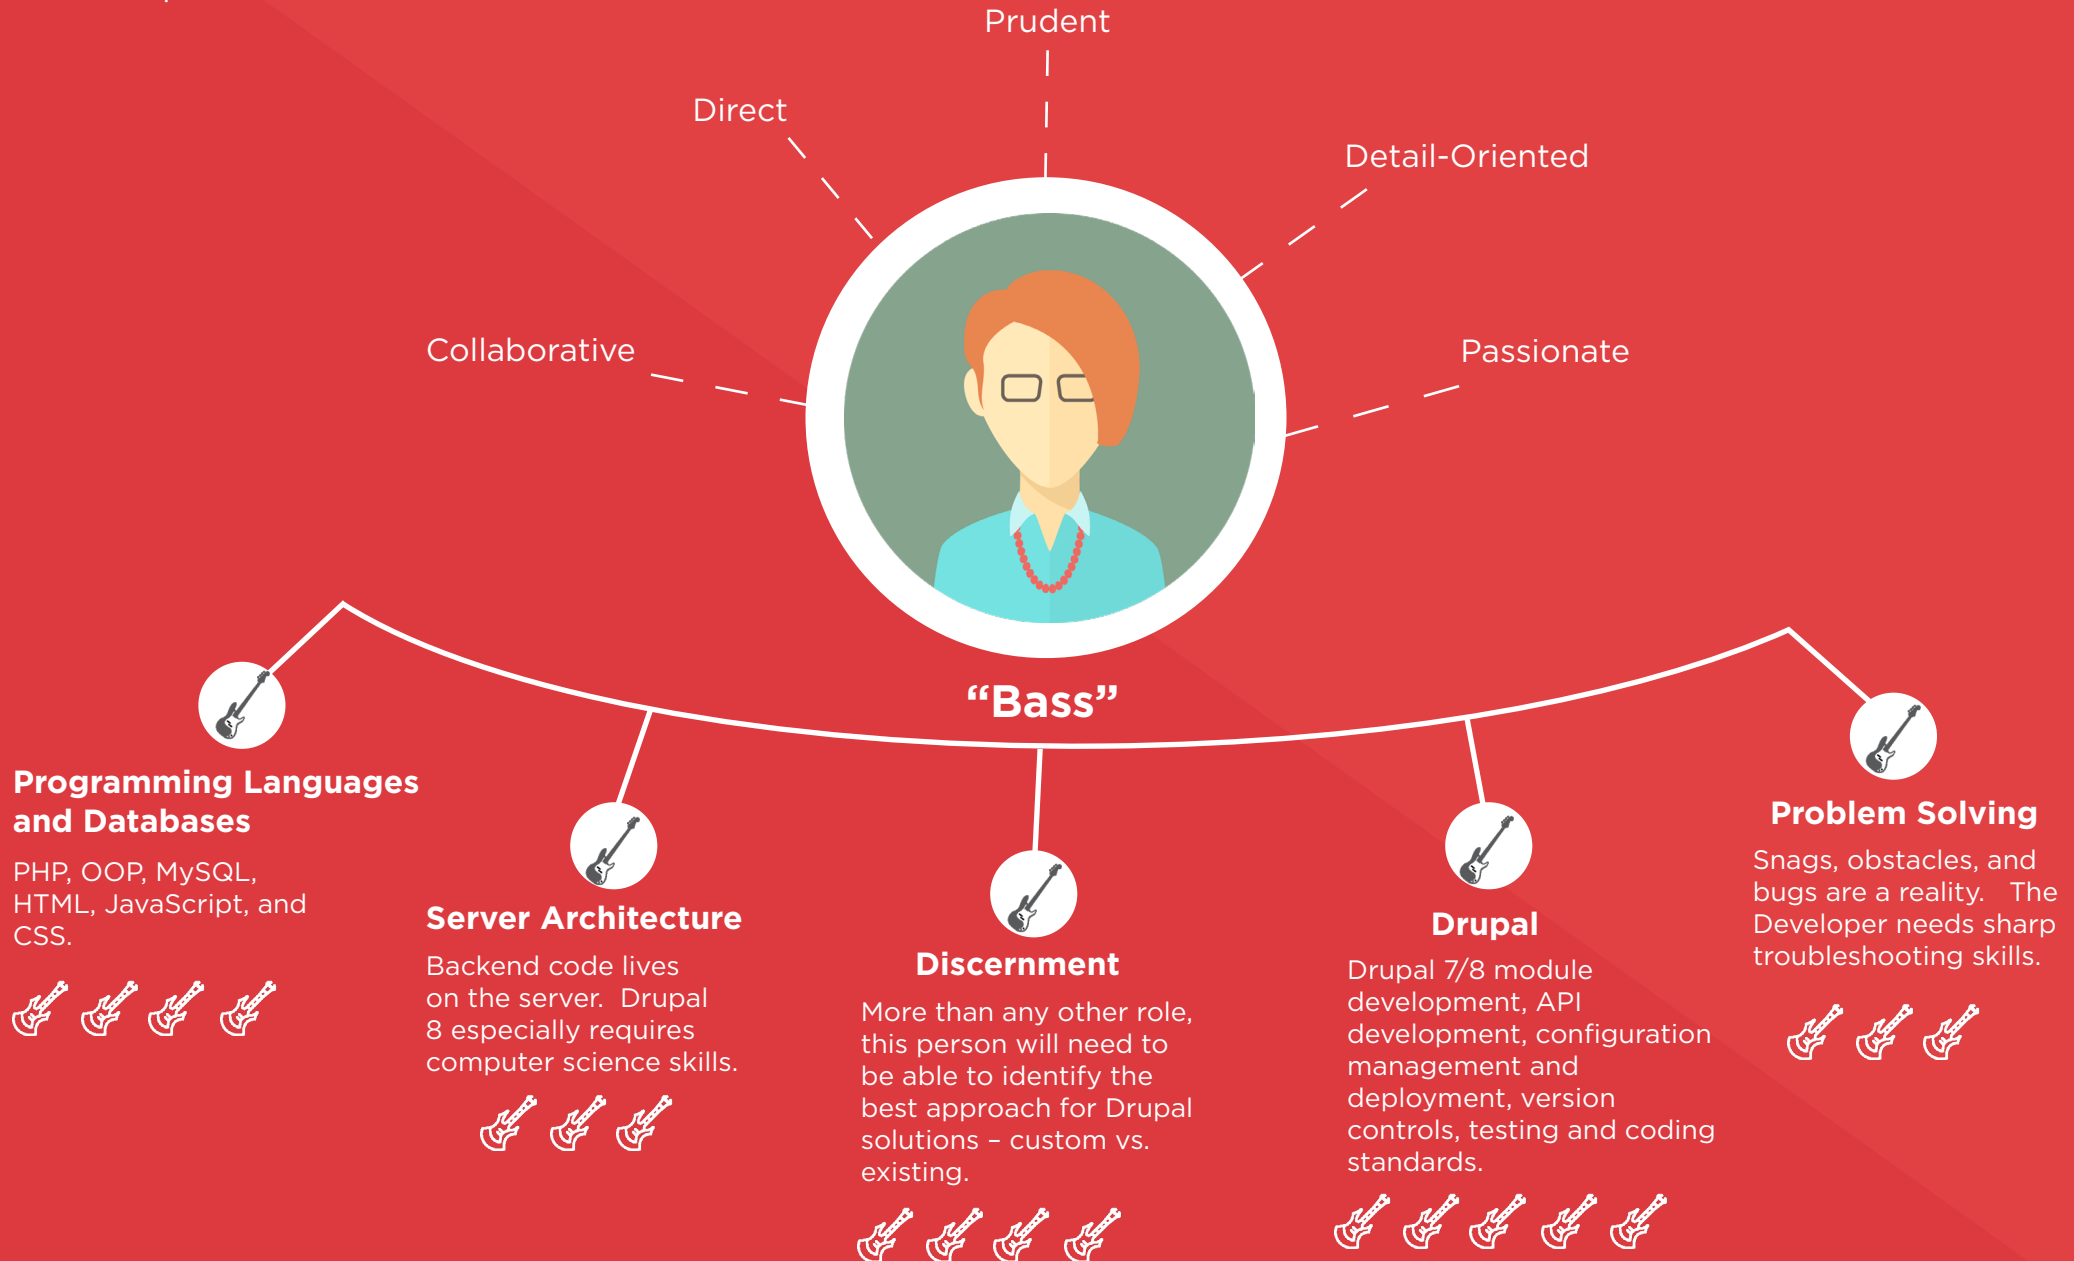 Prudent
Direct
Detail-Oriented
Collaborative
Passionate
“Bass”
Programming Languages
and Databases
PHP, OOP, MySQL,
HTML, JavaScript, and
CSS.
Server Architecture
Backend code lives
on the server. Drupal
8 especially requires
computer science skills.
Discernment
More than any other role,
this person will need to
be able to identify the
best approach for Drupal
solutions – custom vs.
existing.
Drupal
Drupal 7/8 module
development, API
development, configuration
management and
deployment, version
controls, testing and coding
standards.
Problem Solving
Snags, obstacles, and
bugs are a reality. The
Developer needs sharp
troubleshooting skills.